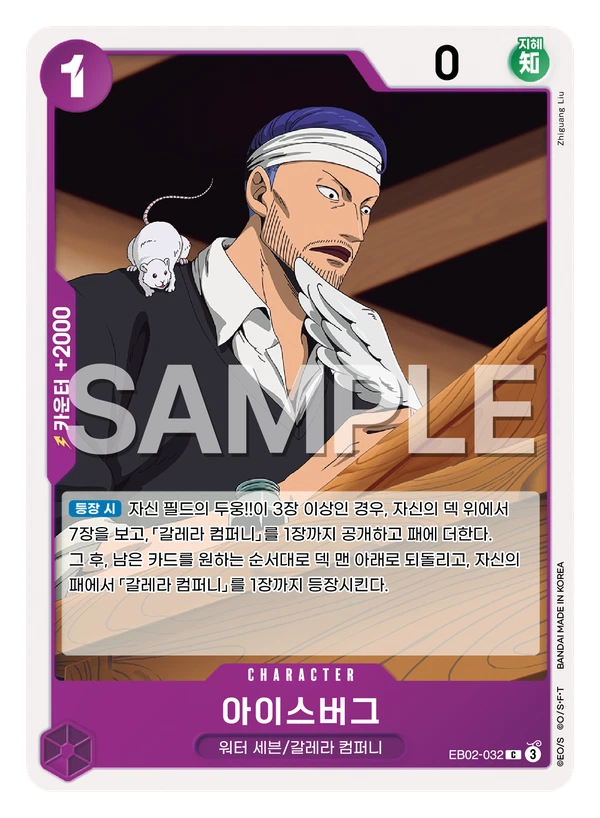 1
0
지혜
知
Zhiguang Liu
카운터 +2000
SAMPLE
등장 시 자신 필드의 두웅!!이 3장 이상인 경우, 자신의 덱 위에서
7장을 보고, 「갈레라 컴퍼니」를 1장까지 공개하고 패에 더한다.
그 후, 남은 카드를 원하는 순서대로 덱 맨 아래로 되돌리고, 자신의
패에서 「갈레라 컴퍼니」를 1장까지 등장시킨다.
CHARACTER
아이스버그
워터 세븐/갈레라 컴퍼니
EB02-032 C 3
©EO/S ©O/S·F·T BANDAI MADE IN KOREA